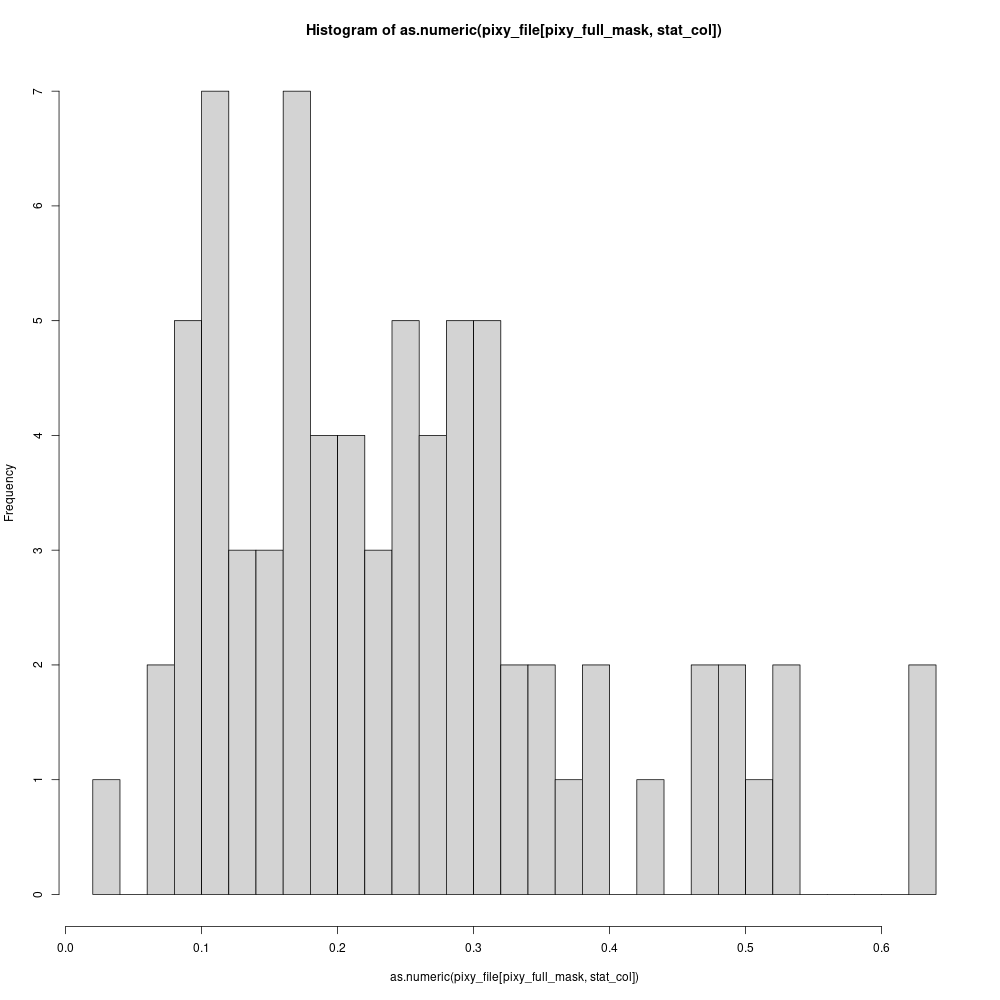 Histogram of as.numeric(pixy_file[pixy_full_mask, stat_col])
7
6
5
4
3
2
1
0
Frequency
0.0 0.1 0.2 0.3 0.4 0.5 0.6
as.numeric(pixy_file[pixy_full_mask, stat_col])